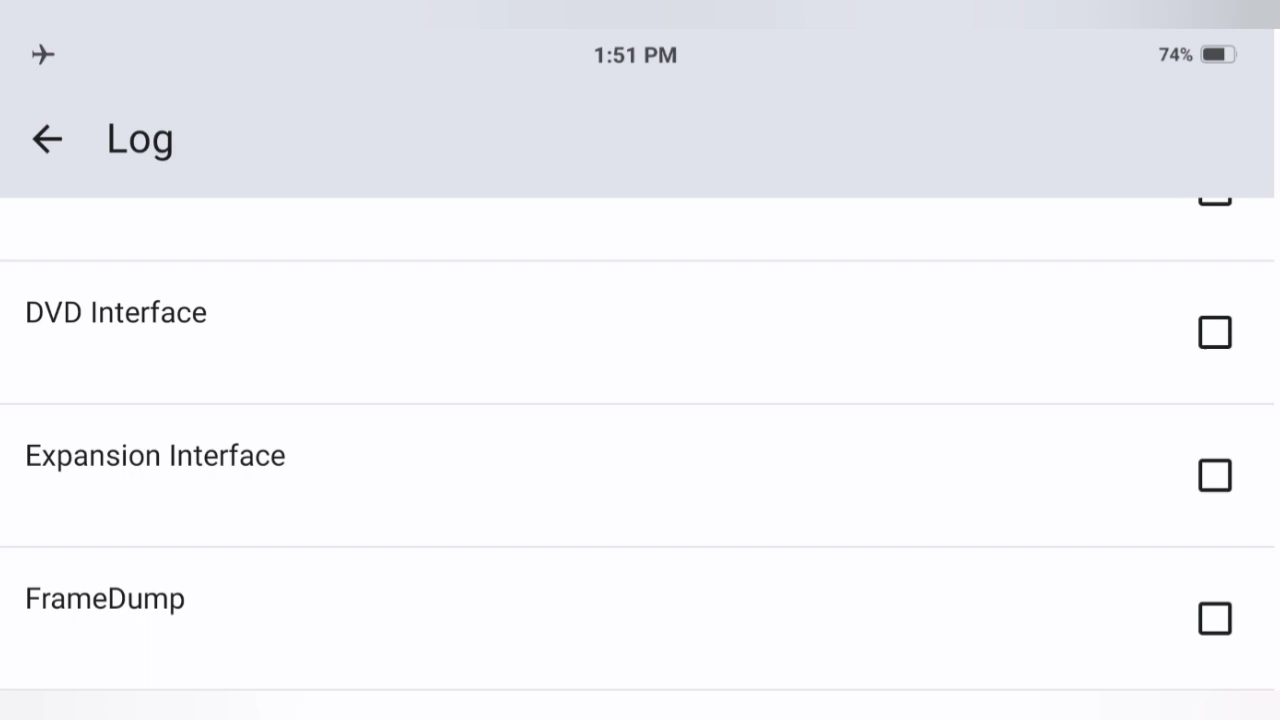 1:51 PM
74%
Log
DVD Interface
Expansion Interface
FrameDump